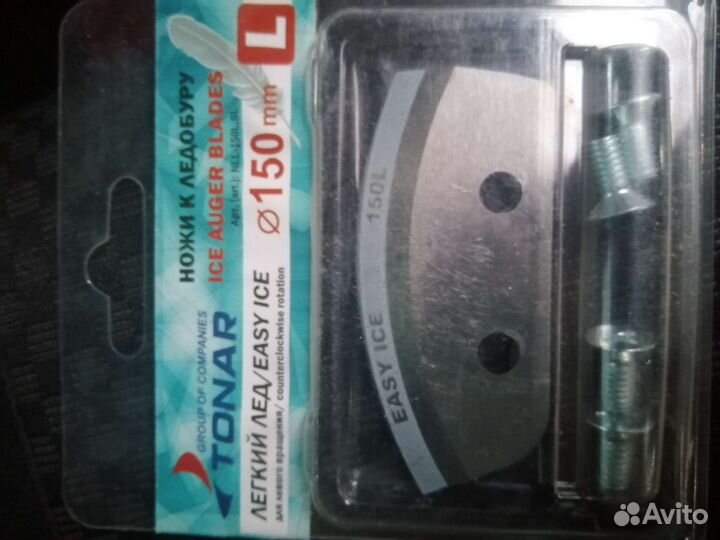 GROUP OF COMPANIES
TONAR
НОЖИ К ЛЕДОБУРУ
ICE AUGER BLADES
Арт. (art.): NLL-150L.SL
L
ЛЕГКИЙ ЛЕД/EASY ICE
для левого вращения/ counterclockwise rotation
⌀150 mm
EASY ICE 150L
Avito